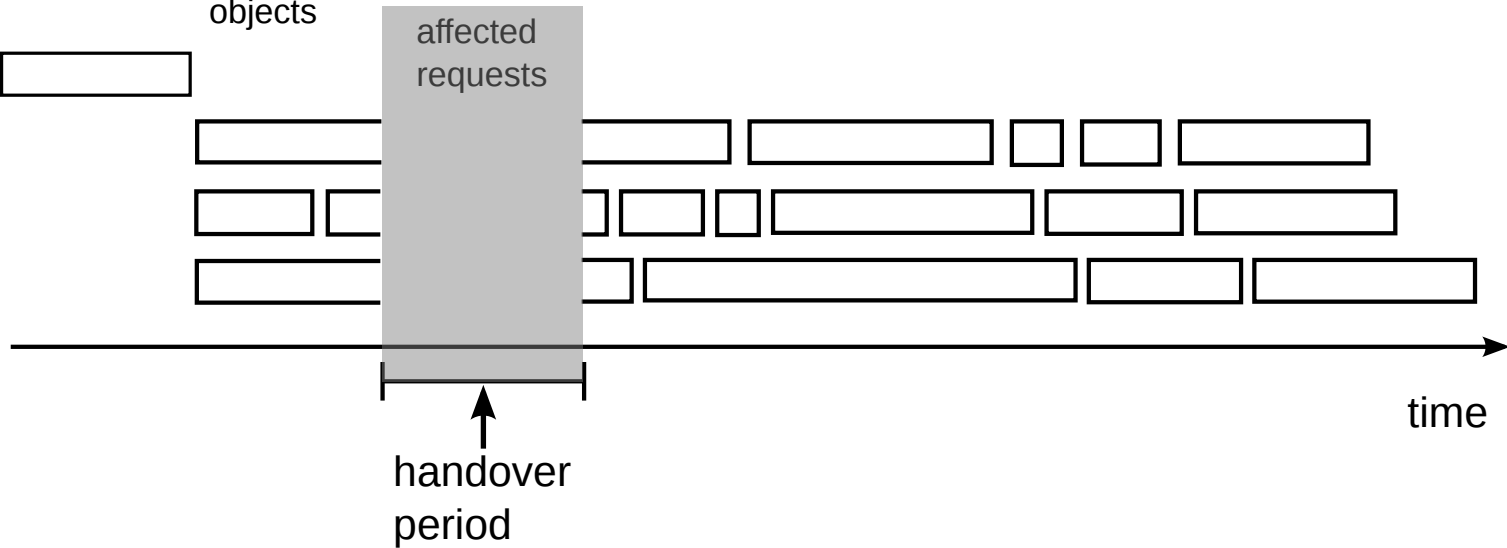 objects
affected
requests
time
handover
period